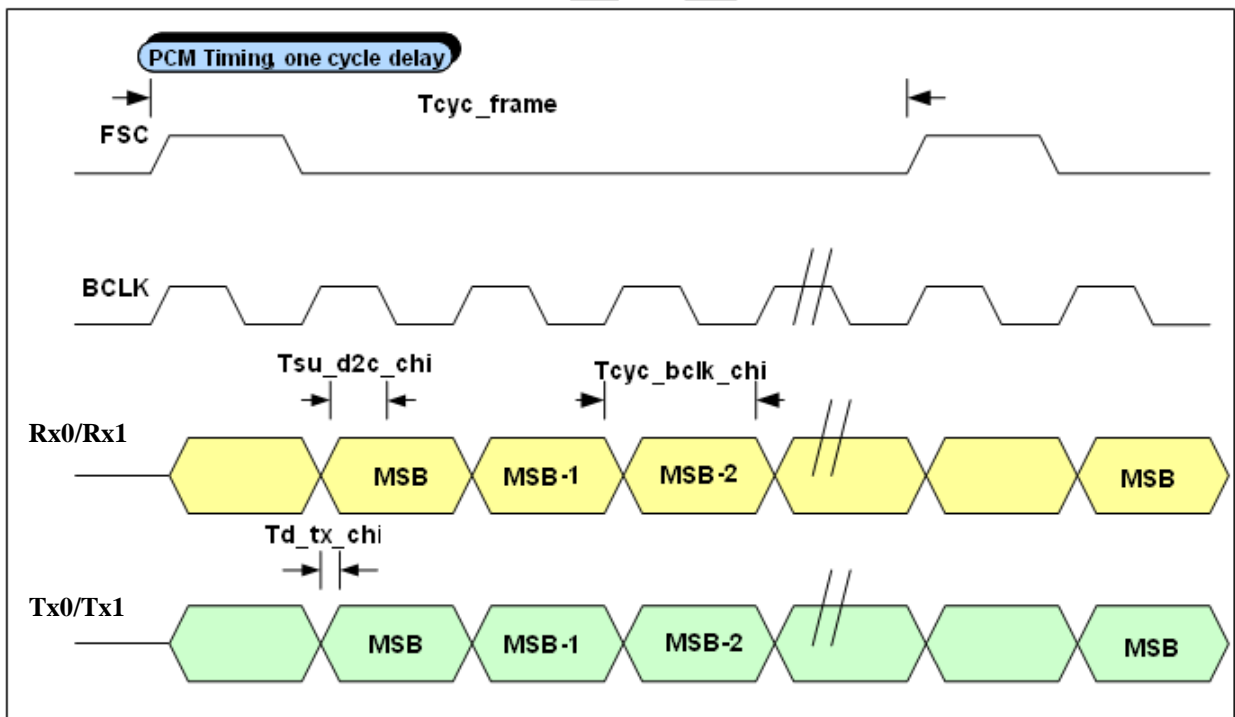 PCM Timing, one cycle delay
Tcyc_frame
FSC
BCLK
Tsu_d2c_chi
Tcyc_bclk_chi
Rx0/Rx1
MSB
MSB-1
MSB-2
MSB
Td_tx_chi
Tx0/Tx1
MSB
MSB-1
MSB-2
MSB